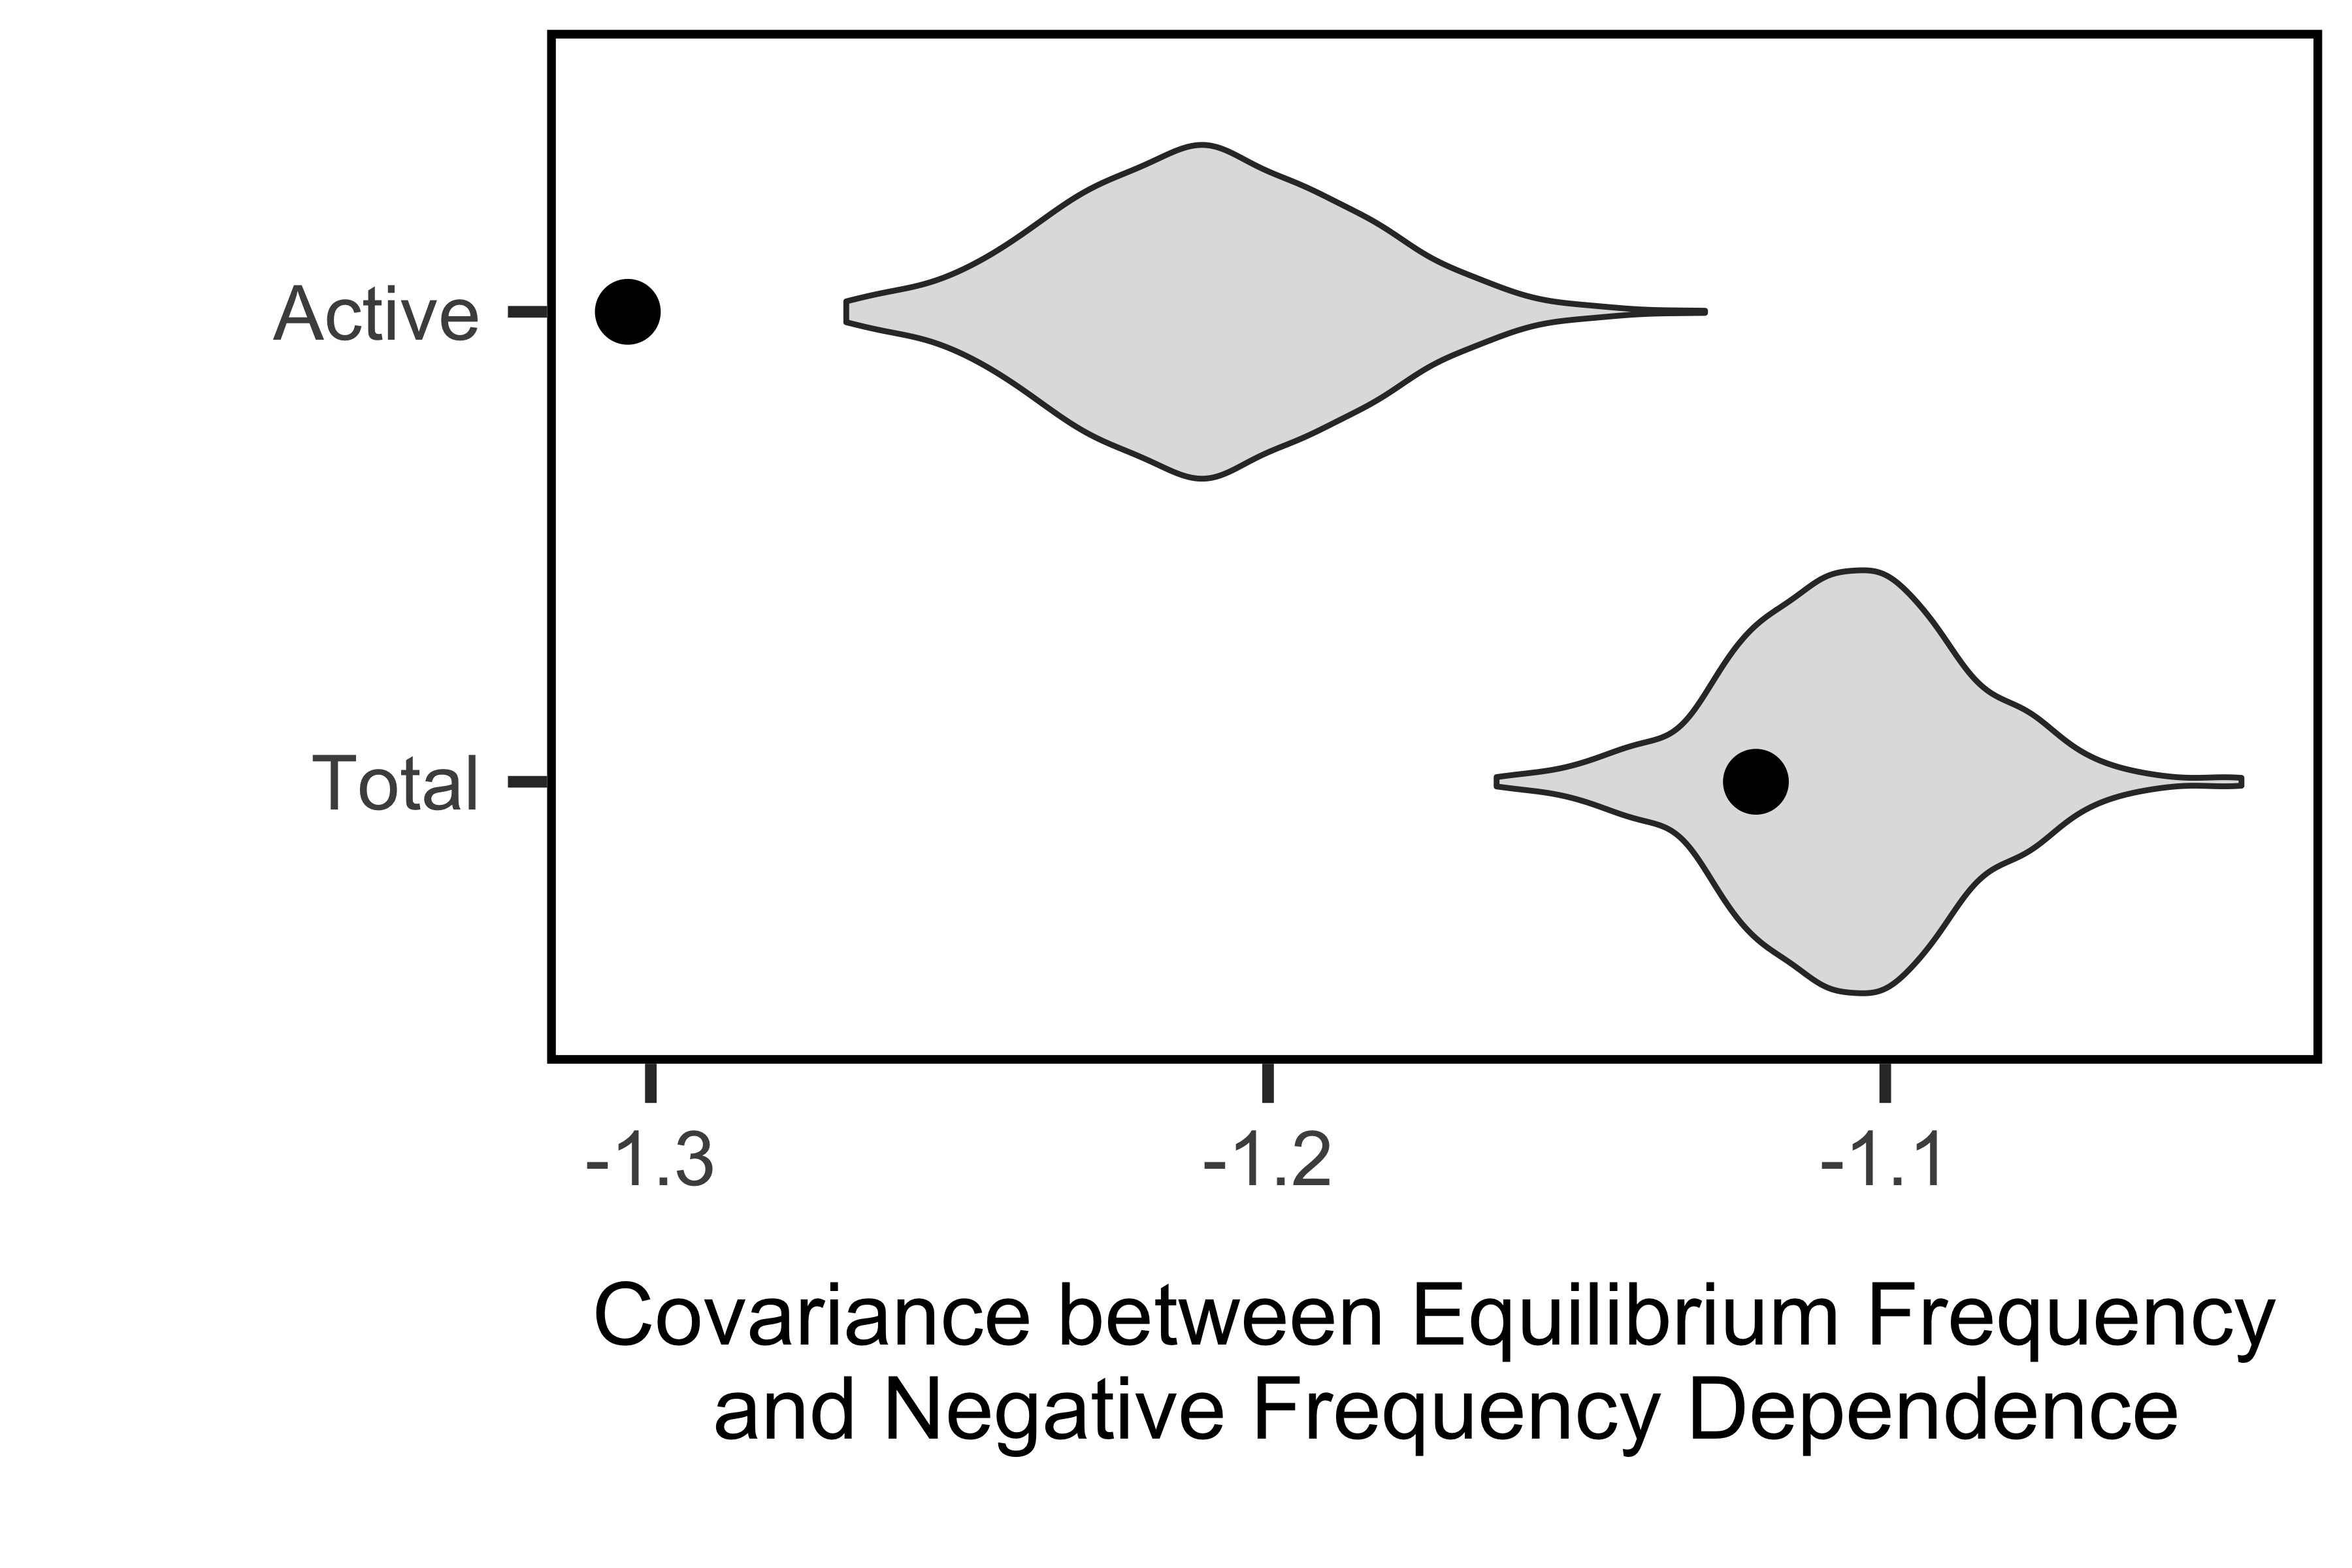 Active
Total
-1.3
-1.2
-1.1
Covariance between Equilibrium Frequency
and Negative Frequency Dependence